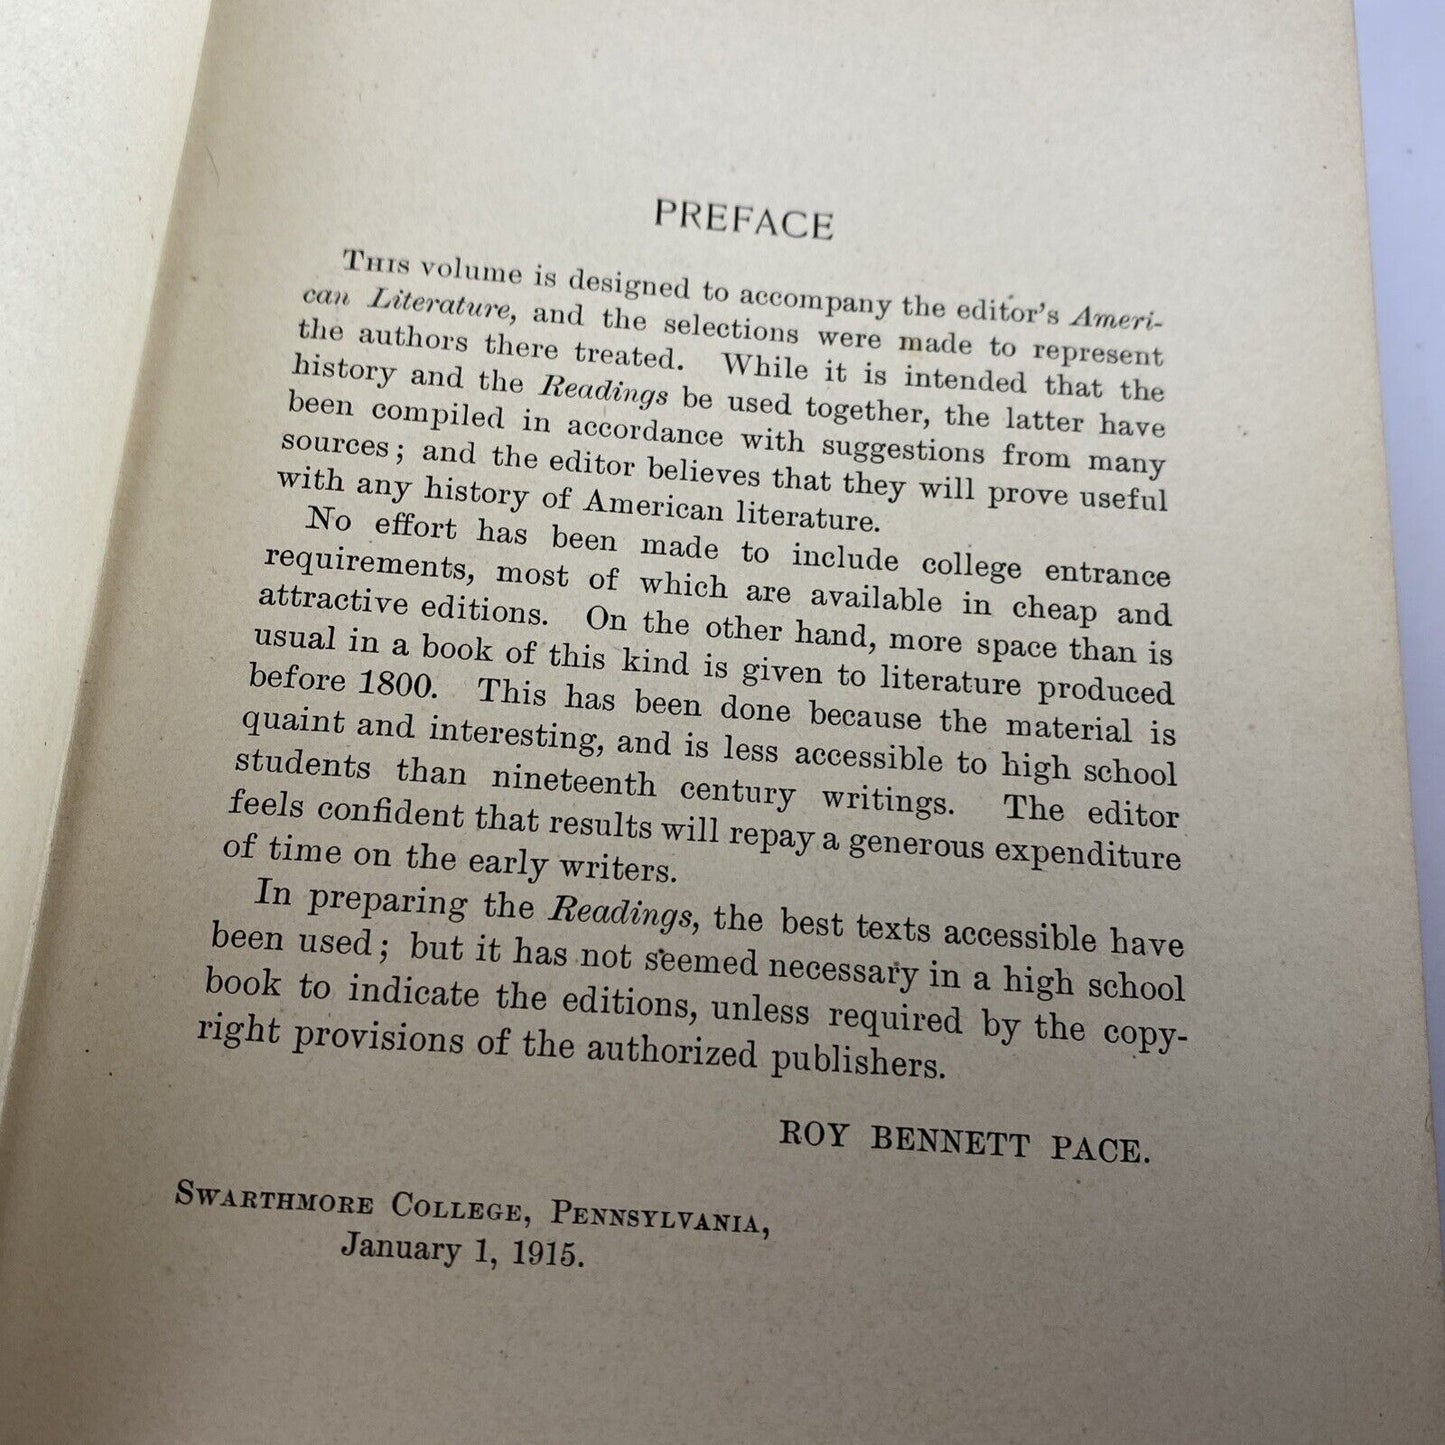 PREFACE
This volume is designed to accompany the editor's Ameri-
can Literature, and the selections were made to represent
the authors there treated. While it is intended that the
history and the Readings be used together, the latter have
been compiled in accordance with suggestions from many
sources; and the editor believes that they will prove useful
with any history of American literature.
No effort has been made to include college entrance
requirements, most of which are available in cheap and
attractive editions. On the other hand, more space than is
usual in a book of this kind is given to literature produced
before 1800. This has been done because the material is
quaint and interesting, and is less accessible to high school
students than nineteenth century writings. The editor
feels confident that results will repay a generous expenditure
of time on the early writers.
In preparing the Readings, the best texts accessible have
been used; but it has not seemed necessary in a high school
book to indicate the editions, unless required by the copy-
right provisions of the authorized publishers.
ROY BENNETT PACE.
Swarthmore College, Pennsylvania,
January 1, 1915.